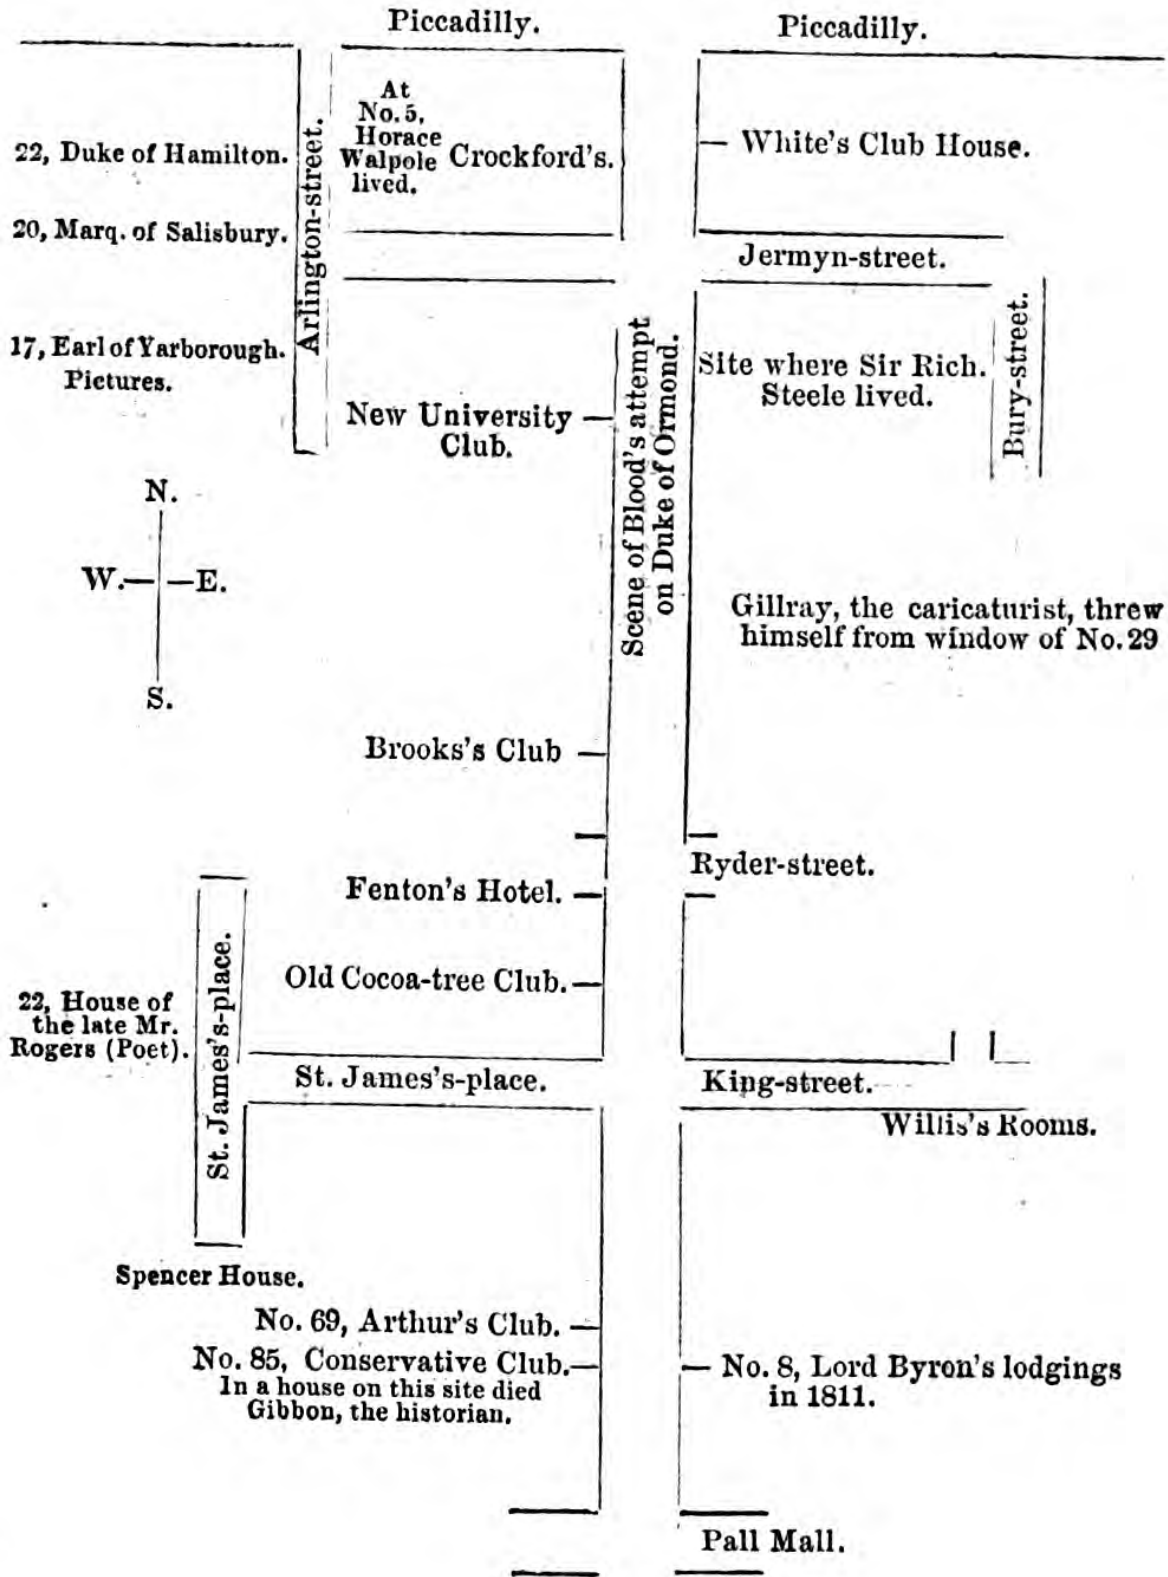 Piccadilly.
Piccadilly.
At
No. 5,
Horace
Walpole
lived.
Crockford's.
White's Club House.
Arlington-street.
22, Duke of Hamilton.
20, Marq. of Salisbury.
17, Earl of Yarborough.
Pictures.
Jermyn-street.
Bury-street.
Site where Sir Rich.
Steele lived.
New University
Club.
Scene of Blood's attempt
on Duke of Ormond.
N.
W. E.
S.
Gillray, the caricaturist, threw
himself from window of No. 29
Brooks's Club
Ryder-street.
Fenton's Hotel.
Old Cocoa-tree Club.
St. James's-place.
22, House of
the late Mr.
Rogers (Poet).
St. James's-place.
King-street.
Willis's Rooms.
Spencer House.
No. 69, Arthur's Club.
No. 85, Conservative Club.
In a house on this site died
Gibbon, the historian.
No. 8, Lord Byron's lodgings
in 1811.
Pall Mall.